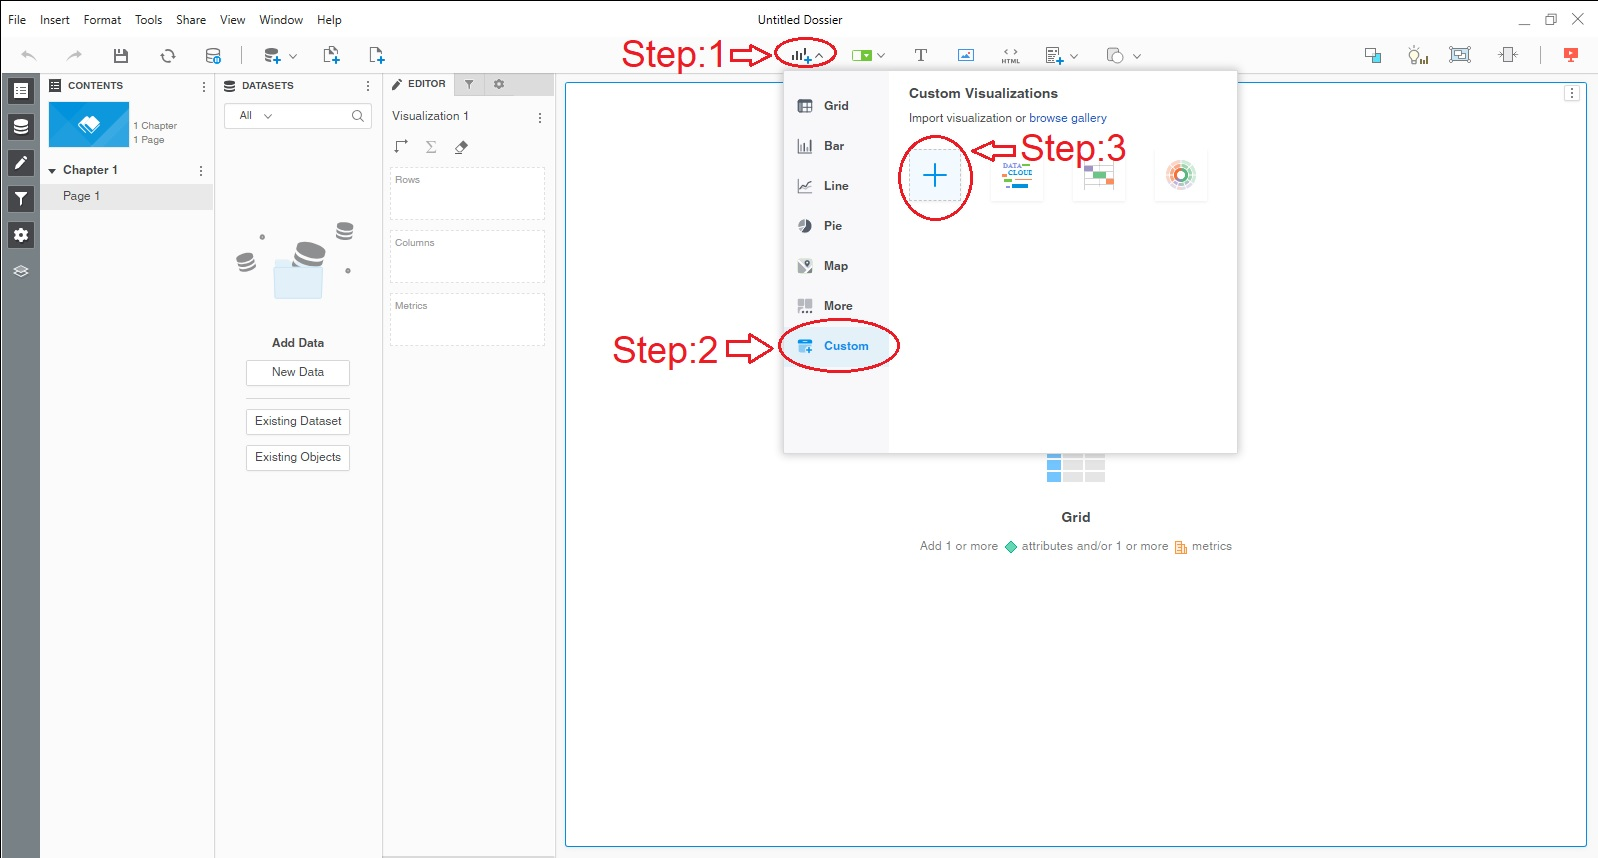 File Insert Format Tools Share View Window Help
Untitled Dossier
Step:1
HTML
CONTENTS
1 Chapter
1 Page
Chapter 1
Page 1
DATASETS
All
Add Data
New Data
Existing Dataset
Existing Objects
EDITOR
Visualization 1
Rows
Columns
Metrics
Grid
Bar
Line
Pie
Map
More
Custom
Step:2
Custom Visualizations
Import visualization or browse gallery
Step:3
DATA
CLOUD
Grid
Add 1 or more attributes and/or 1 or more metrics